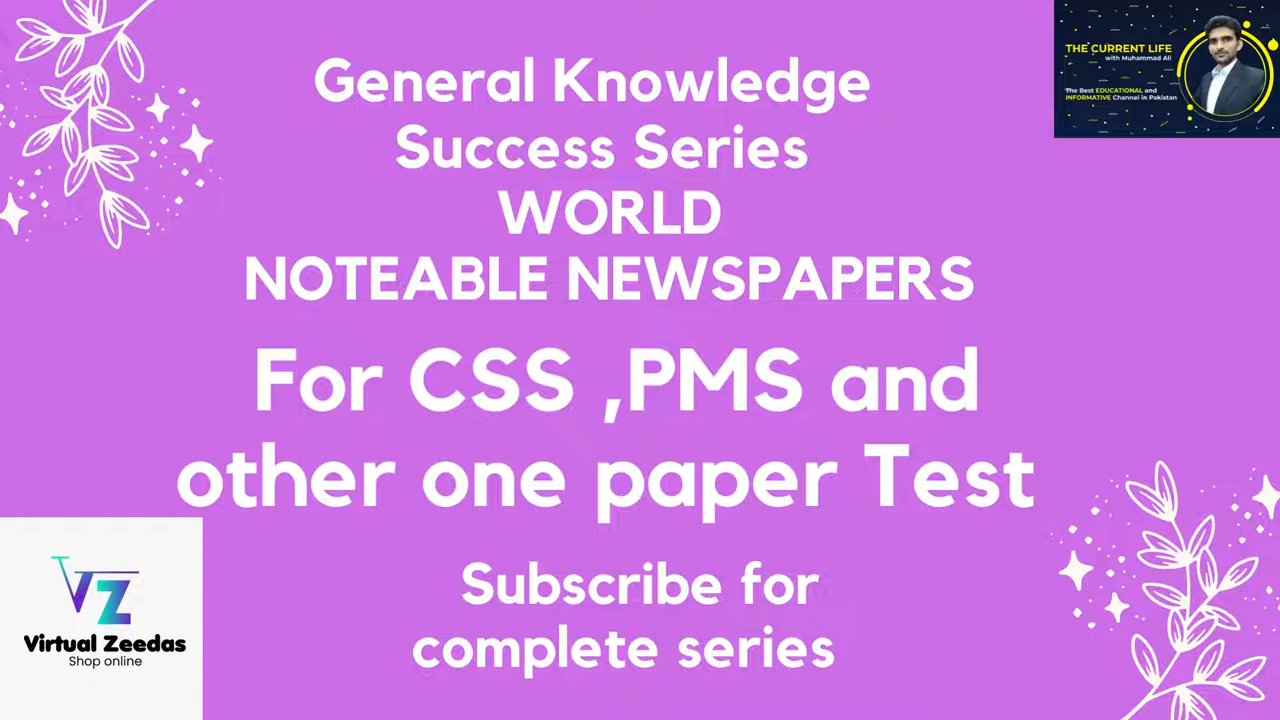 General Knowledge
Success Series
WORLD
NOTEABLE NEWSPAPERS
For CSS ,PMS and
other one paper Test
Subscribe for
complete series
THE CURRENT LIFE
with Muhammad Ali
The Best EDUCATIONAL and
INFORMATIVE Channel in Pakistan
VZ
Virtual Zeedas
Shop online